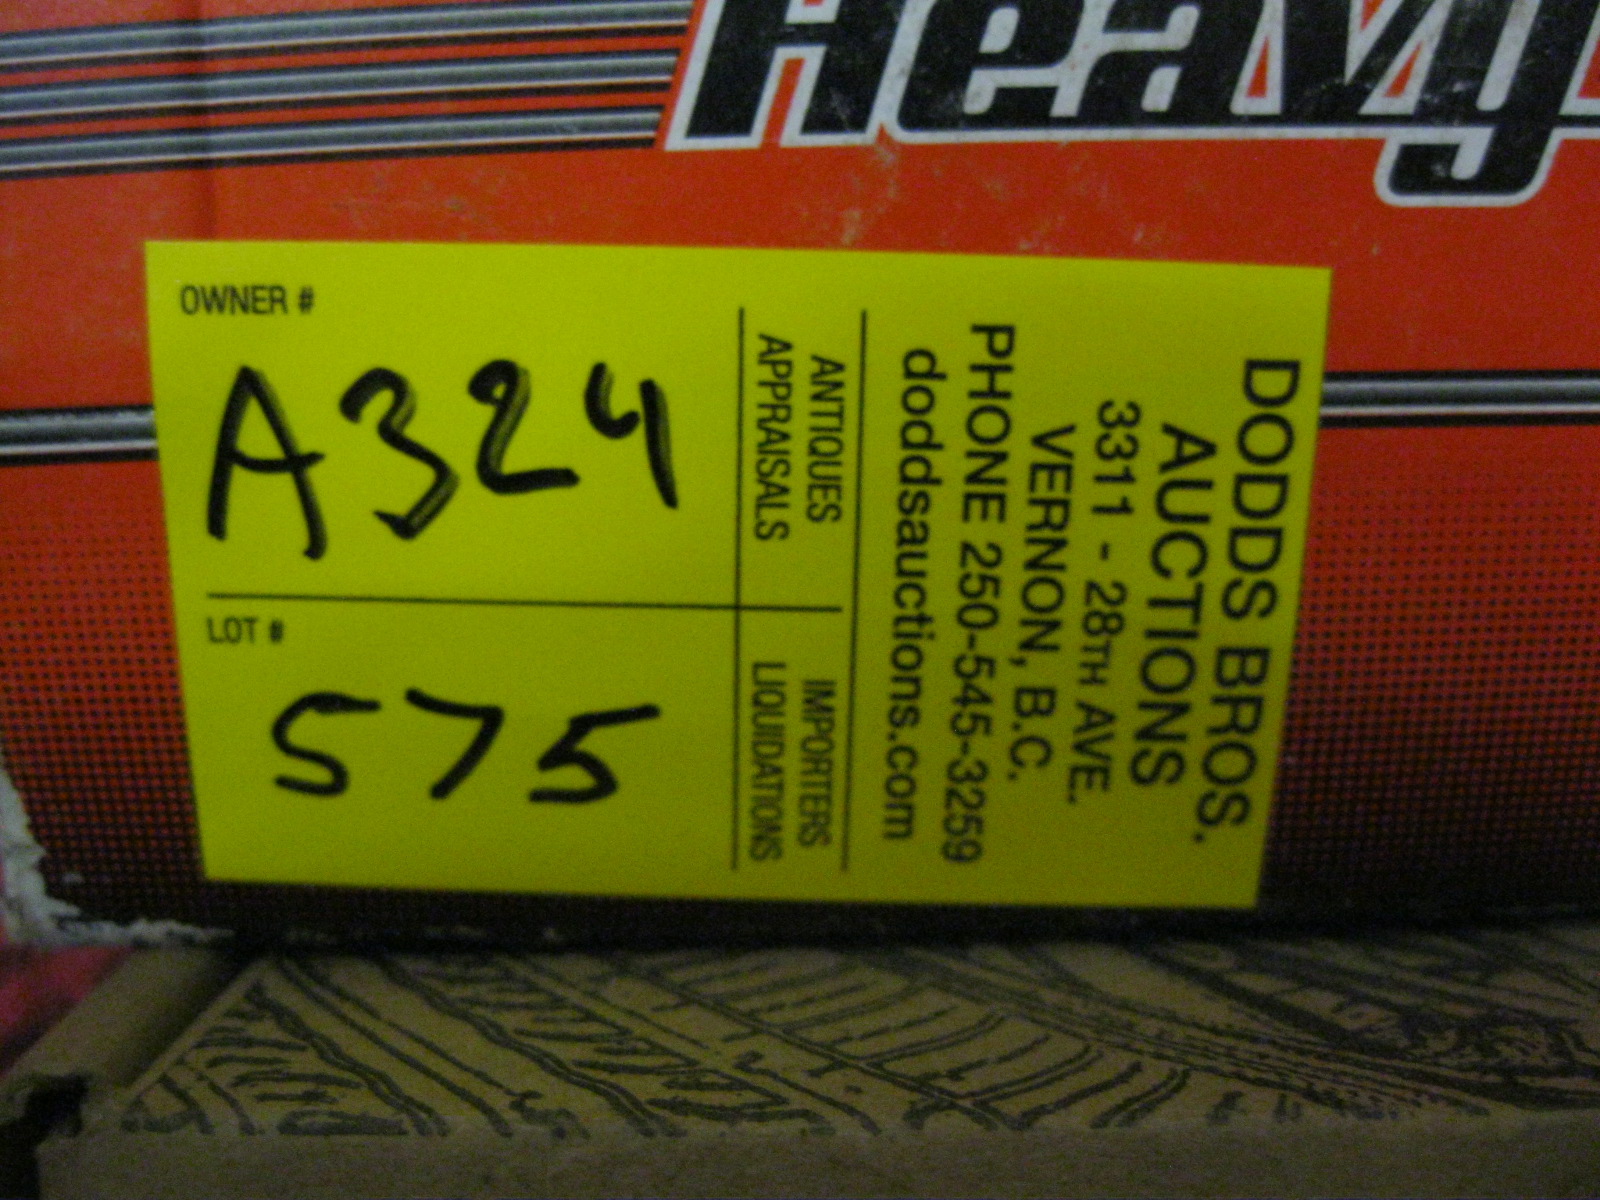 Heavy
OWNER #
A324
LOT #
575
ANTIQUES
APPRAISALS
IMPORTERS
LIQUIDATIONS
DODDS BROS.
AUCTIONS
3311 - 28TH AVE.
VERNON, B.C.
PHONE 250-545-3259
doddsauctions.com